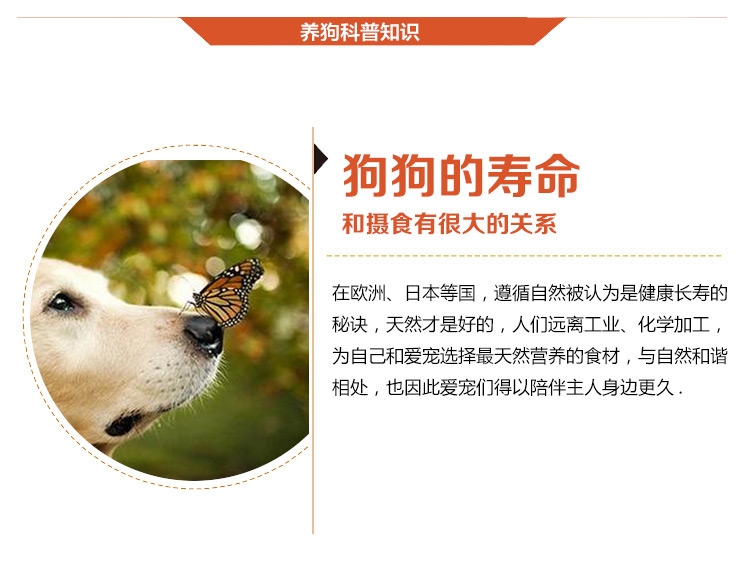 养狗科普知识
狗狗的寿命
和摄食有很大的关系
在欧洲、日本等国，遵循自然被认为是健康长寿的
秘诀，天然才是好的，人们远离工业、化学加工，
为自己和爱宠选择最天然营养的食材，与自然和谐
相处，也因此爱宠们得以陪伴主人身边更久 .